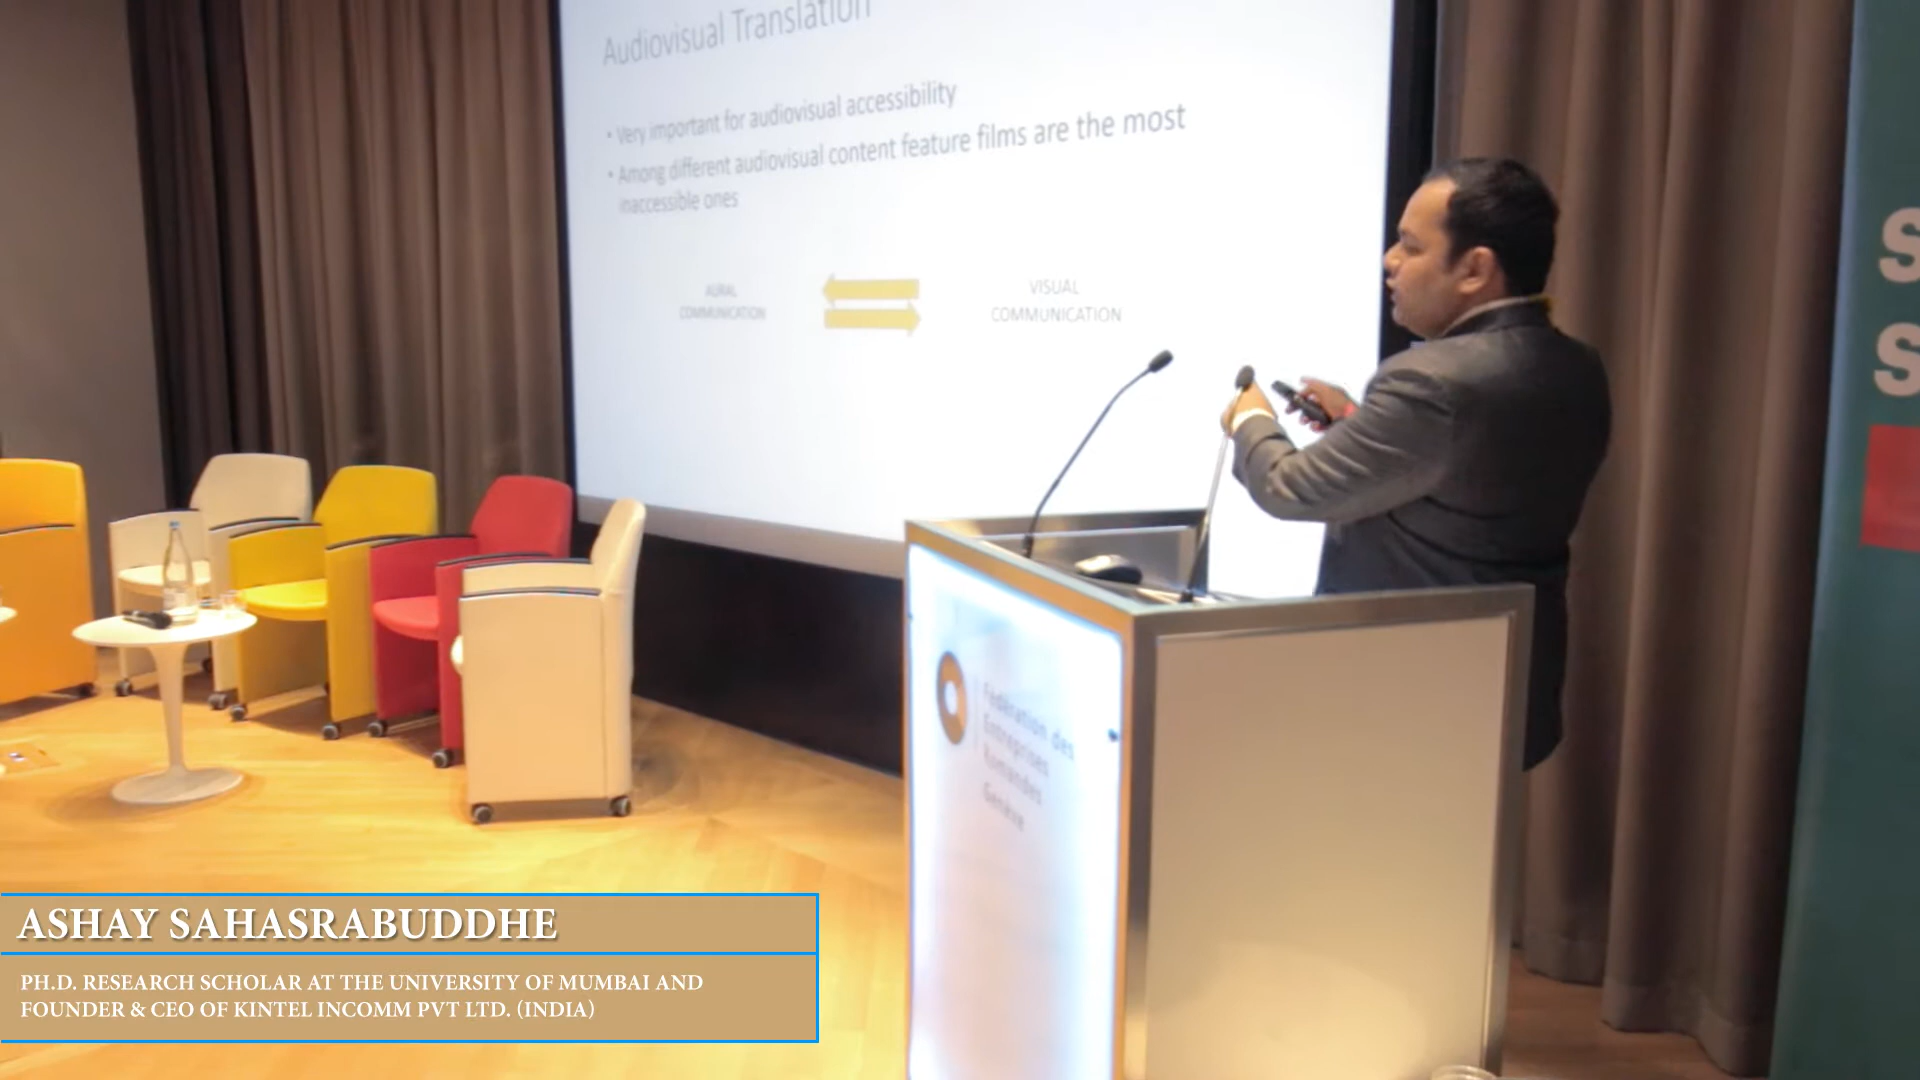 Audiovisual Translation
• Very important for audiovisual accessibility
• Among different audiovisual content feature films are the most
inaccessible ones
AURAL
COMMUNICATION
VISUAL
COMMUNICATION
Fédération des
Entreprises
Romandes
Genève
S
S
ASHAY SAHASRABUDDHE
PH.D. RESEARCH SCHOLAR AT THE UNIVERSITY OF MUMBAI AND
FOUNDER & CEO OF KINTEL INCOMM PVT LTD. (INDIA)